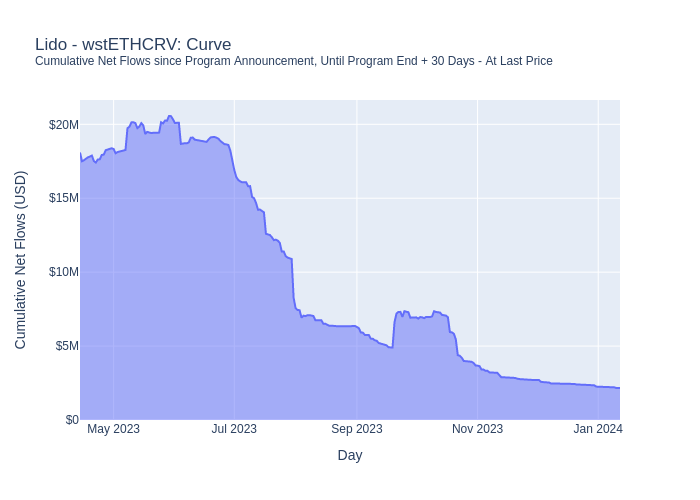 Lido - wstETHCRV: Curve
Cumulative Net Flows since Program Announcement, Until Program End + 30 Days - At Last Price
Cumulative Net Flows (USD)
$20M
$15M
$10M
$5M
$0
May 2023
Jul 2023
Sep 2023
Nov 2023
Jan 2024
Day